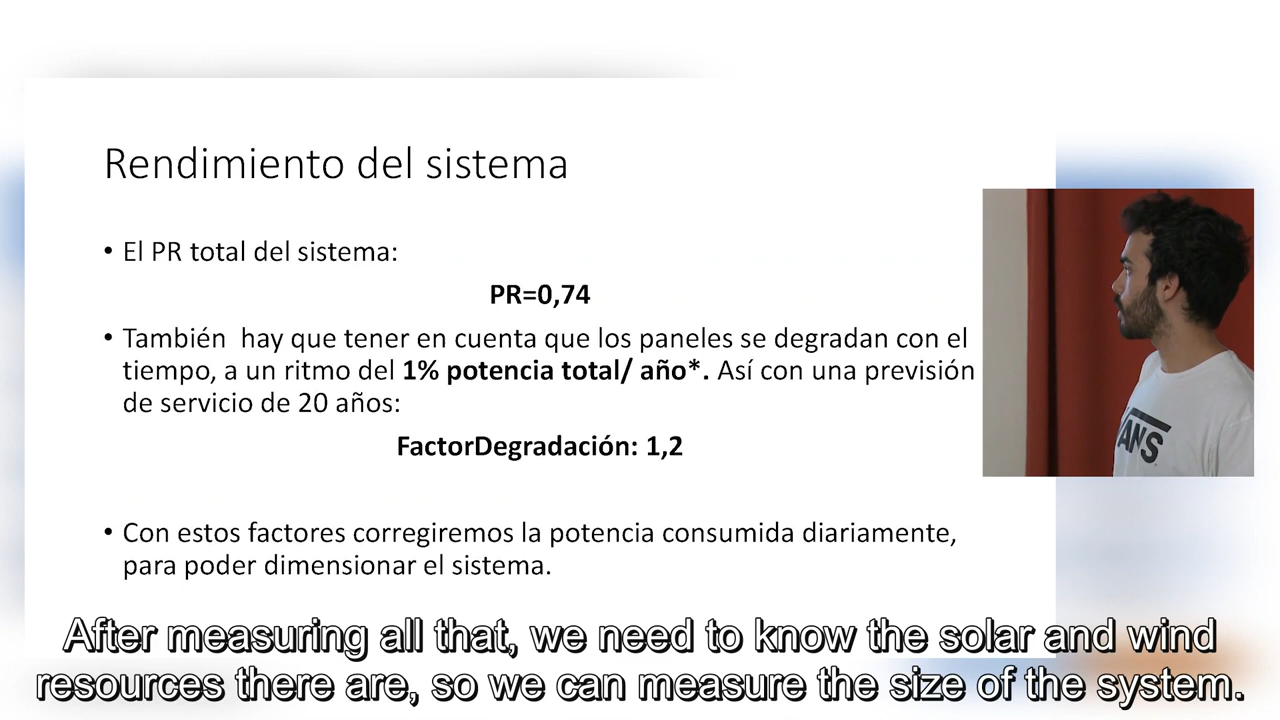 Rendimiento del sistema
• El PR total del sistema:
PR=0,74
• También hay que tener en cuenta que los paneles se degradan con el
tiempo, a un ritmo del 1% potencia total/ año*. Así con una previsión
de servicio de 20 años:
FactorDegradación: 1,2
• Con estos factores corregiremos la potencia consumida diariamente,
para poder dimensionar el sistema.
VANS
After measuring all that, we need to know the solar and wind
resources there are, so we can measure the size of the system.